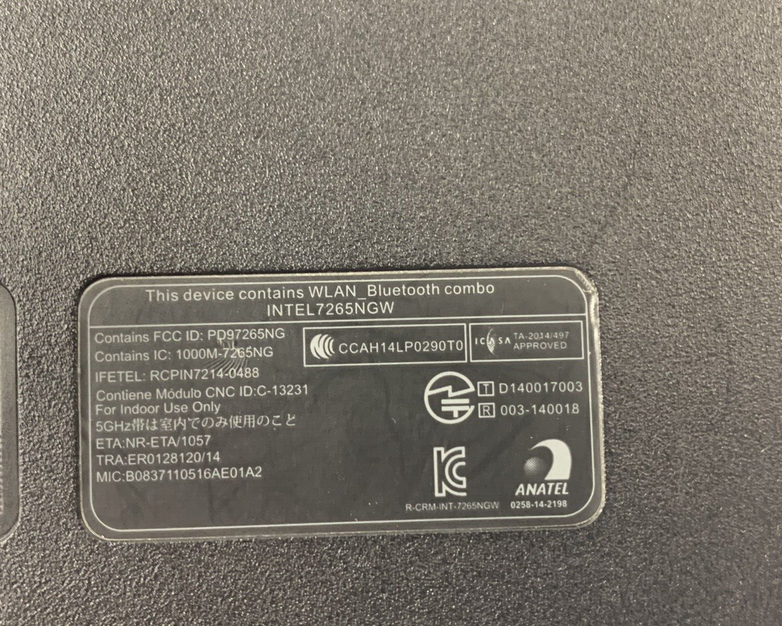 This device contains WLAN_Bluetooth combo
INTEL7265NGW
Contains FCC ID: PD97265NG
Contains IC: 1000M-7265NG
IFETEL: RCPIN7214-0488
Contiene Módulo CNC ID:C-13231
For Indoor Use Only
5GHz帯は室内でのみ使用のこと
ETA:NR-ETA/1057
TRA:ER0128120/14
MIC:B0837110516AE01A2
CCAH14LP0290T0
ICASA
TA-2014/497
APPROVED
T D140017003
R 003-140018
R-CRM-INT-7265NGW
ANATEL
0258-14-2198